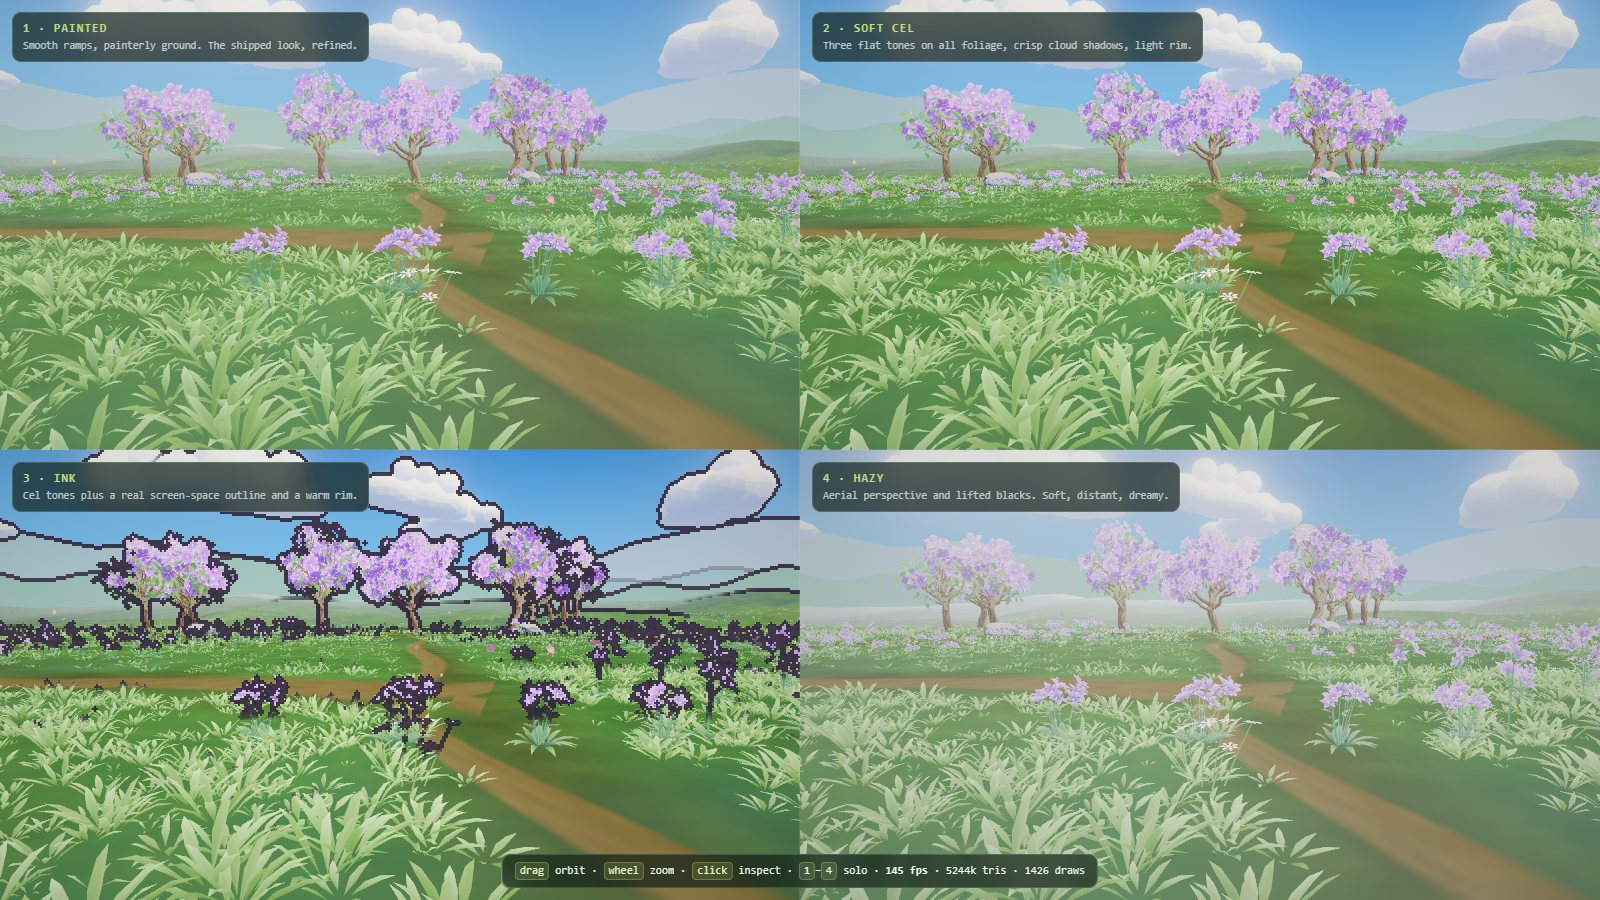 1 · PAINTED
Smooth ramps, painterly ground. The shipped look, refined.
2 · SOFT CEL
Three flat tones on all foliage, crisp cloud shadows, light rim.
3 · INK
Cel tones plus a real screen-space outline and a warm rim.
4 · HAZY
Aerial perspective and lifted blacks. Soft, distant, dreamy.
drag orbit · wheel zoom · click inspect · 1–4 solo · 145 fps · 5244k tris · 1426 draws